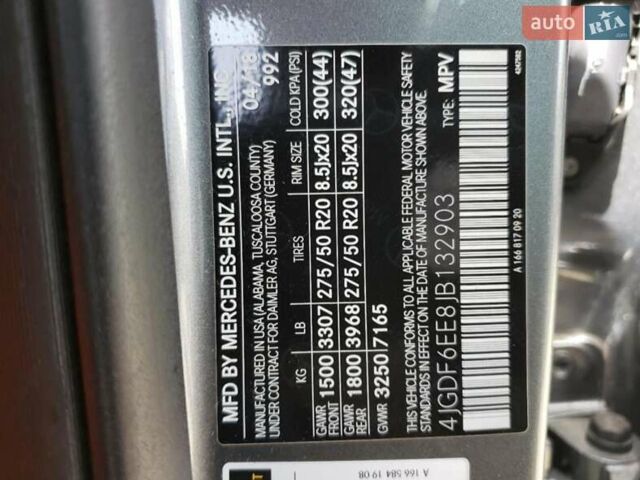 MFD BY MERCEDES-BENZ U.S. INTL., INC.
04/18
MANUFACTURED IN USA (ALABAMA, TUSCALOOSA COUNTY)
992
UNDER CONTRACT FOR DAIMLER AG, STUTTGART (GERMANY)
KG LB TIRES RIM SIZE COLD KPA (PSI)
GAWR FRONT 1500 3307 275/50 R20 8.5Jx20 300(44)
GAWR REAR 1800 3968 275/50 R20 8.5Jx20 320(47)
GVWR 3250 7165
THIS VEHICLE CONFORMS TO ALL APPLICABLE FEDERAL MOTOR VEHICLE SAFETY
AND THEFT PREVENTION STANDARDS IN EFFECT ON THE DATE OF MANUFACTURE SHOWN ABOVE.
4JGDF6EE8JB132903
TYPE: MPV
A 166 817 09 20
A 166 584 19 08
auto RIA.com